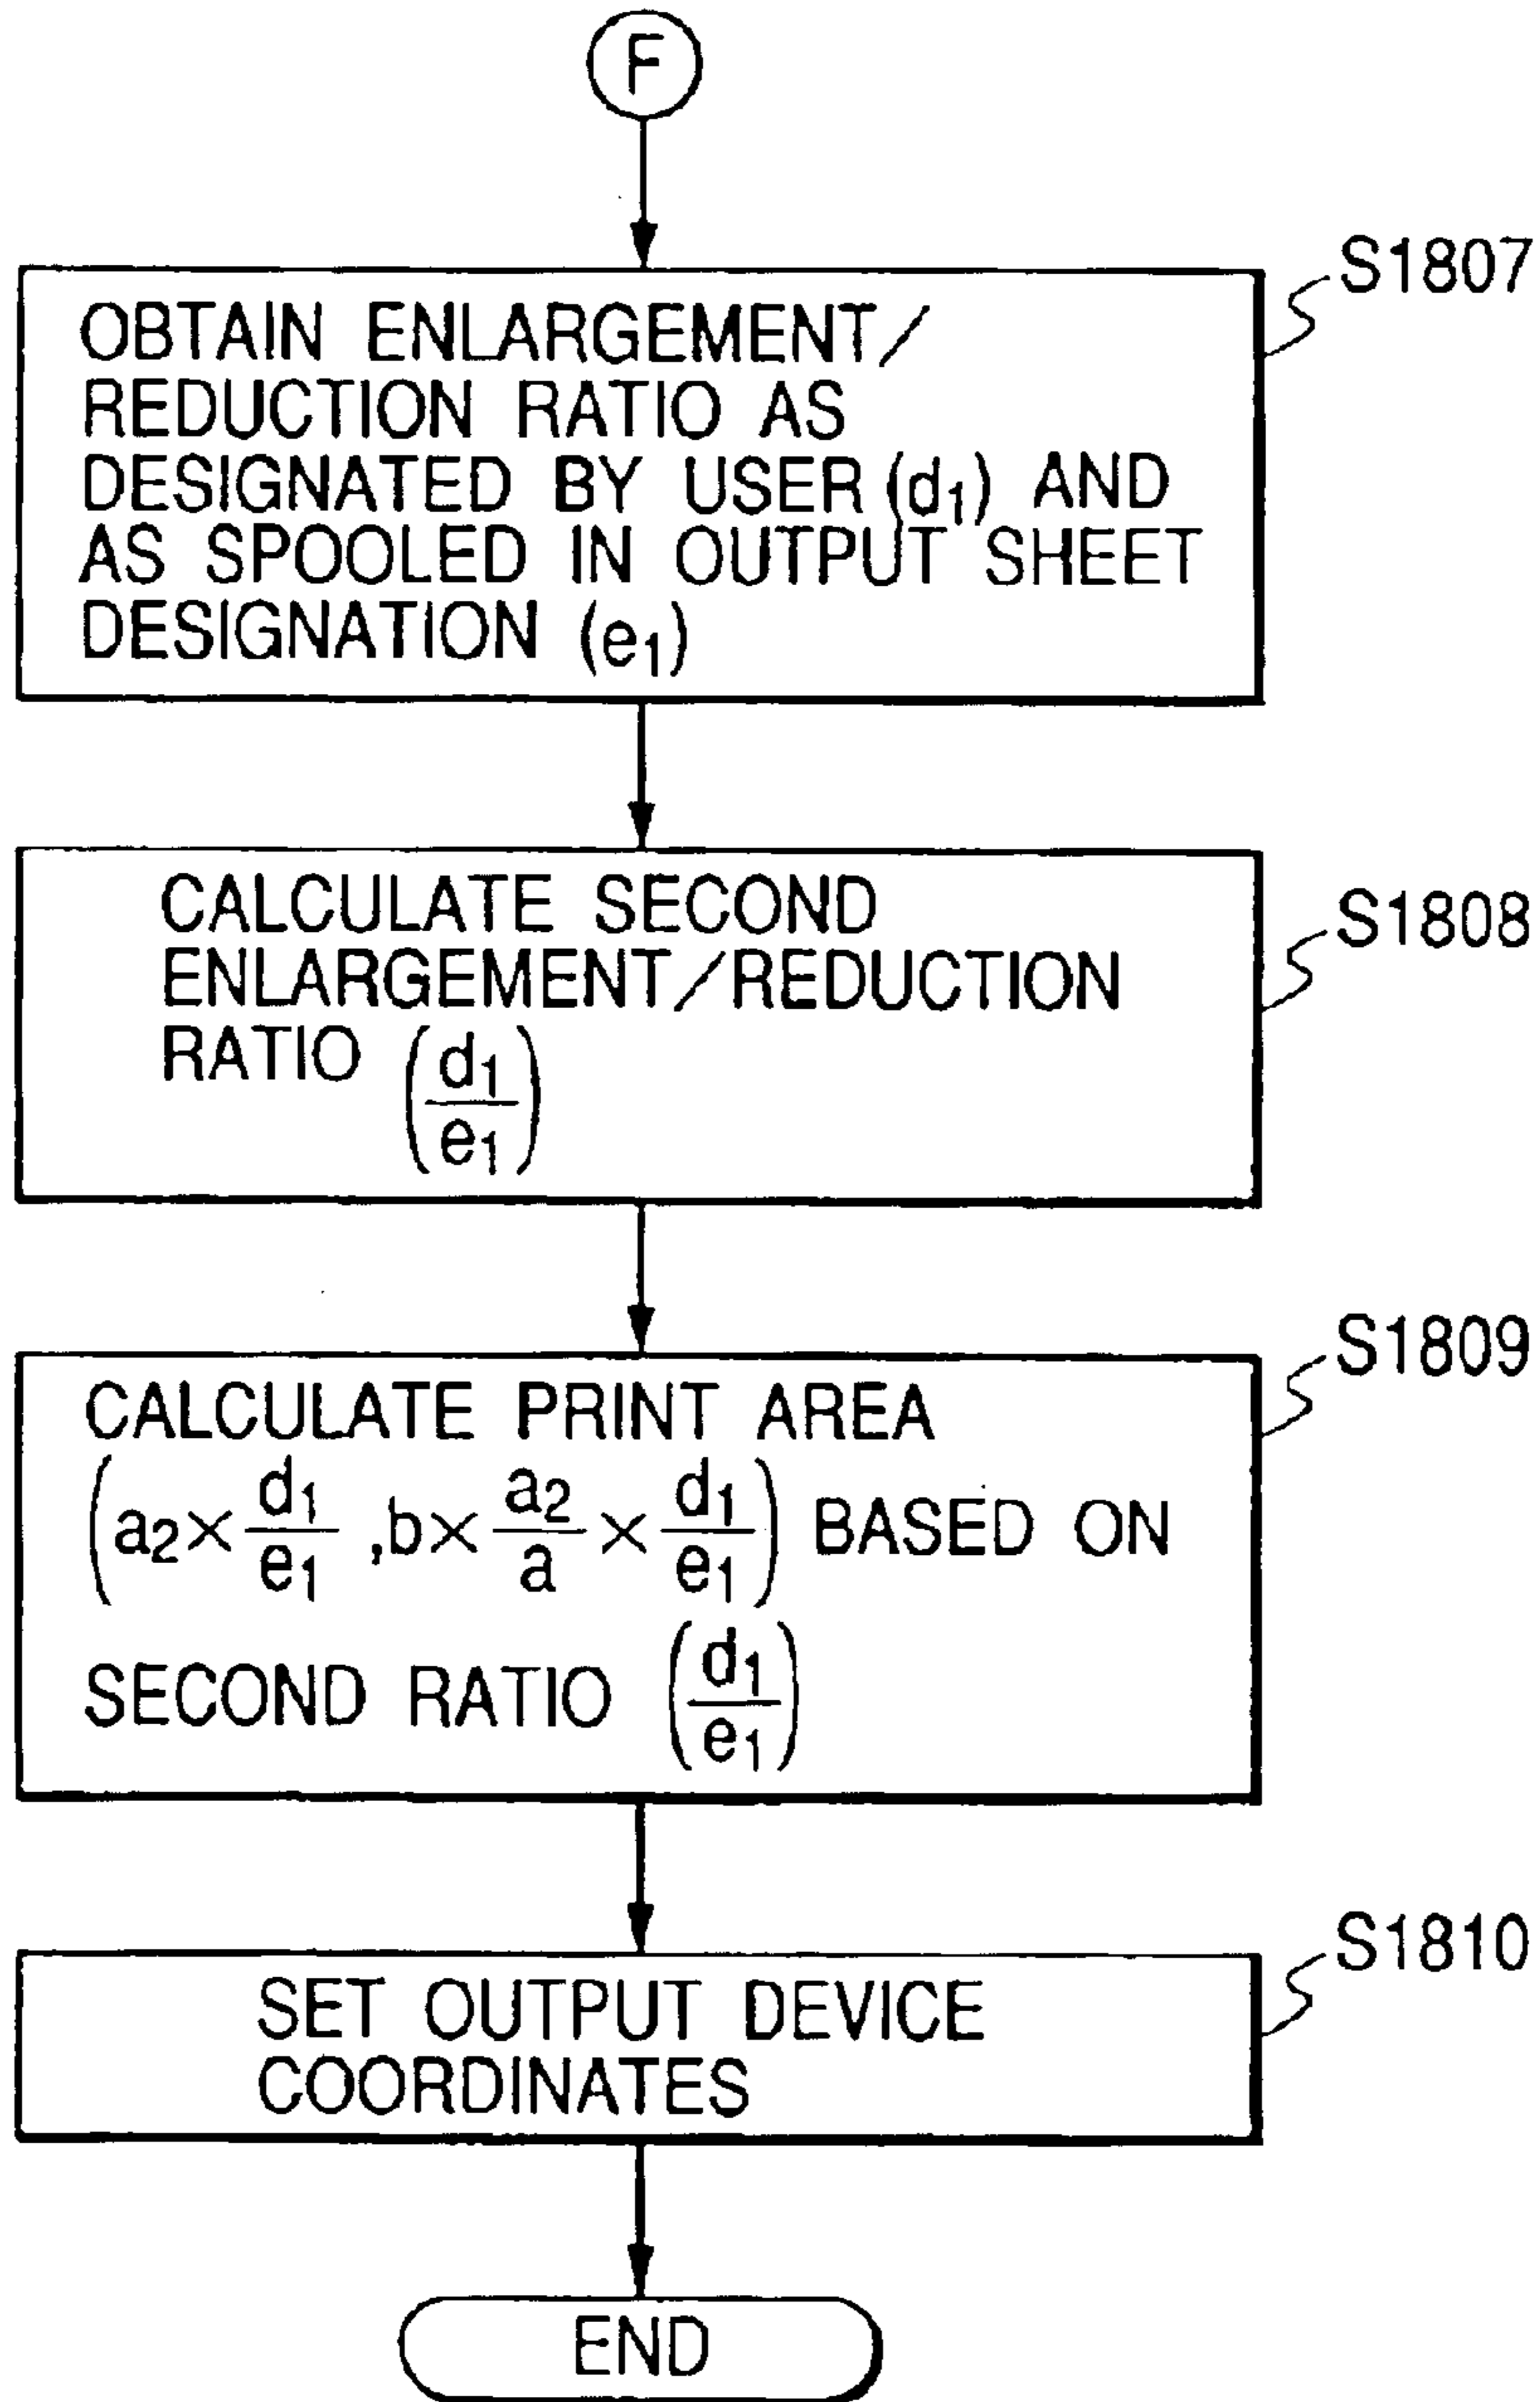 F
S1807
OBTAIN ENLARGEMENT/
REDUCTION RATIO AS
DESIGNATED BY USER (d₁) AND
AS SPOOLED IN OUTPUT SHEET
DESIGNATION (e₁)
S1808
CALCULATE SECOND
ENLARGEMENT/REDUCTION
RATIO (d₁/e₁)
S1809
CALCULATE PRINT AREA
(a₂×d₁/e₁ ,b×a₂/a×d₁/e₁) BASED ON
SECOND RATIO (d₁/e₁)
S1810
SET OUTPUT DEVICE
COORDINATES
END